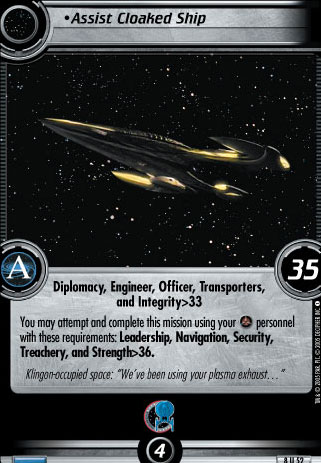 •Assist Cloaked Ship
A
35
Diplomacy, Engineer, Officer, Transporters,
and Integrity>33
You may attempt and complete this mission using your personnel
with these requirements: Leadership, Navigation, Security,
Treachery, and Strength>36.
Klingon-occupied space: "We've been using your plasma exhaust…"
4
8 U 52